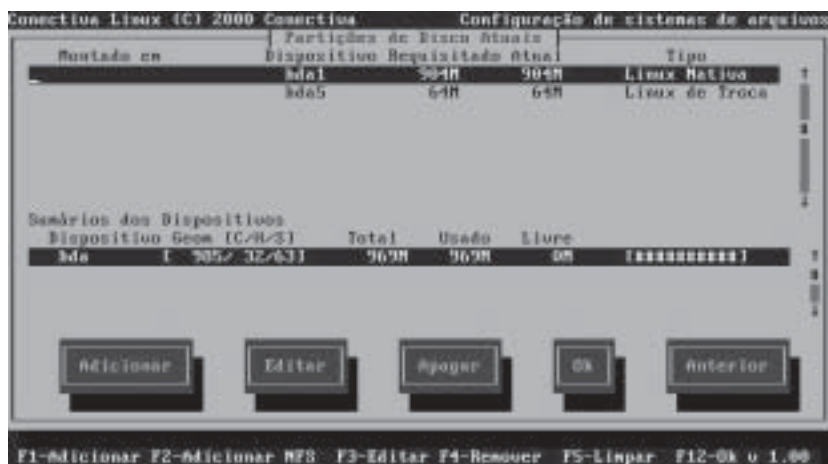 Conectiva Linux (C) 2000 Conectiva Configuração de sistemas de arquivos
Partições de Disco Atuais
Montado em Dispositivo Requisitado Atual Tipo
hda1 904M 904M Linux Nativa
hda5 64M 64M Linux de Troca
Sumários dos Dispositivos
Dispositivo Geom [C/H/S] Total Usado Livre
hda [ 985/ 32/63] 969M 969M 0M [##########]
Adicionar Editar Apagar Ok Anterior
F1-Adicionar F2-Adicionar NFS F3-Editar F4-Remover F5-Limpar F12-Ok v 1.00